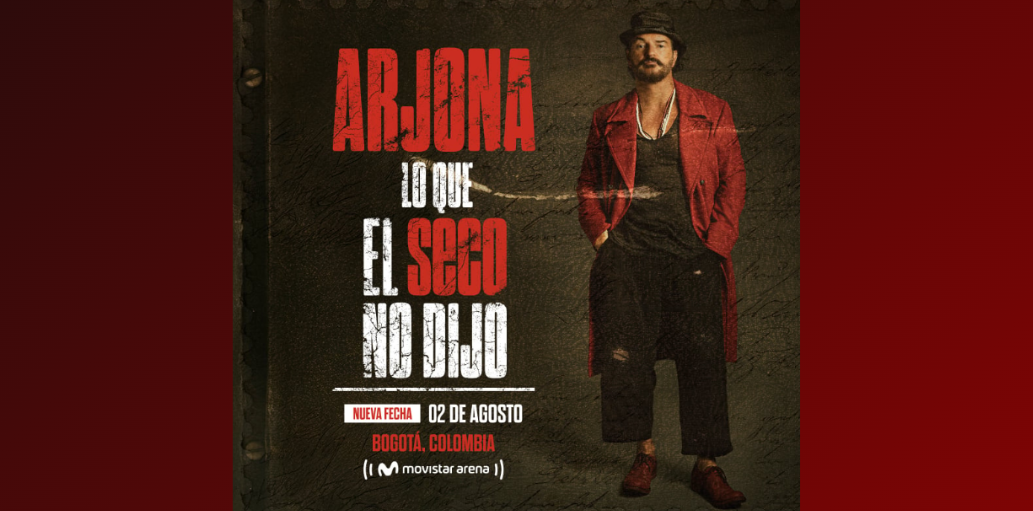 ARJONA
LO QUE
EL SECO
NO DIJO
NUEVA FECHA 02 DE AGOSTO
BOGOTÁ, COLOMBIA
movistar arena